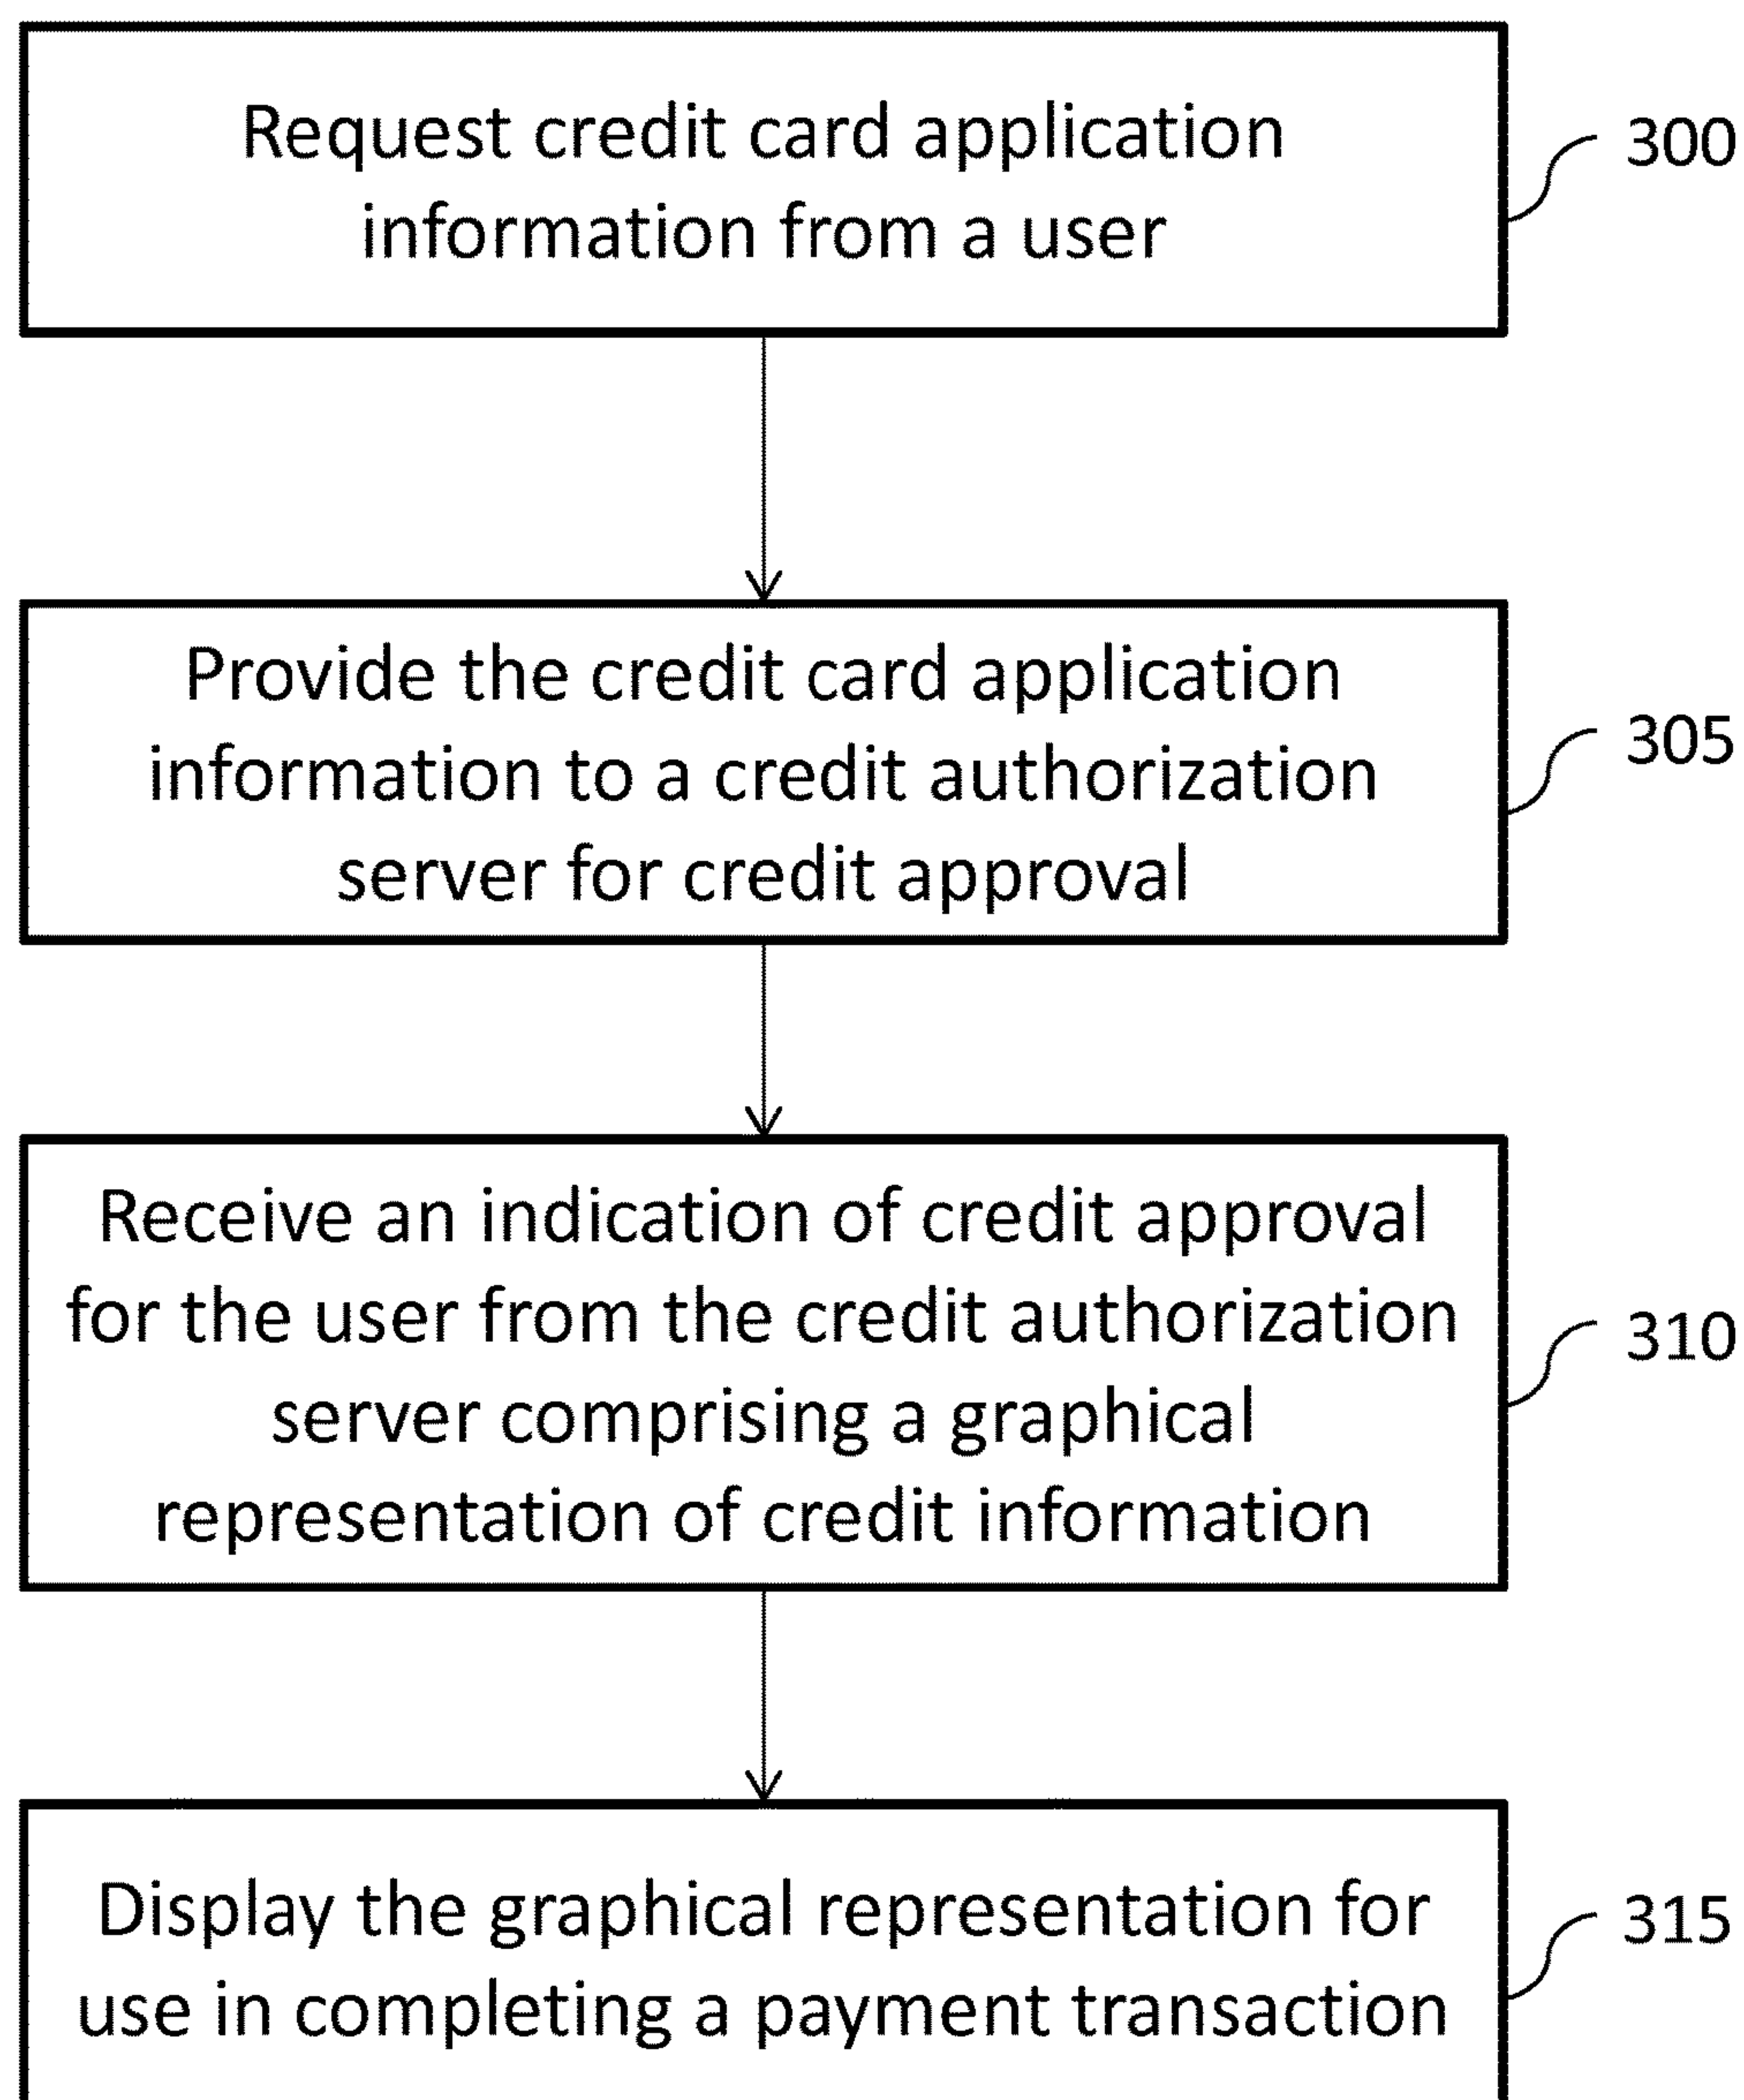 Request credit card application
information from a user
300
Provide the credit card application
information to a credit authorization
server for credit approval
305
Receive an indication of credit approval
for the user from the credit authorization
server comprising a graphical
representation of credit information
310
Display the graphical representation for
use in completing a payment transaction
315